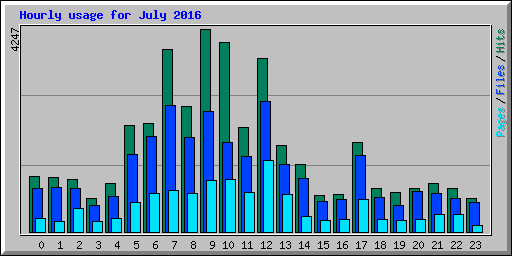 Hourly usage for July 2016
4247
Pages/Files/Hits
0 1 2 3 4 5 6 7 8 9 10 11 12 13 14 15 16 17 18 19 20 21 22 23